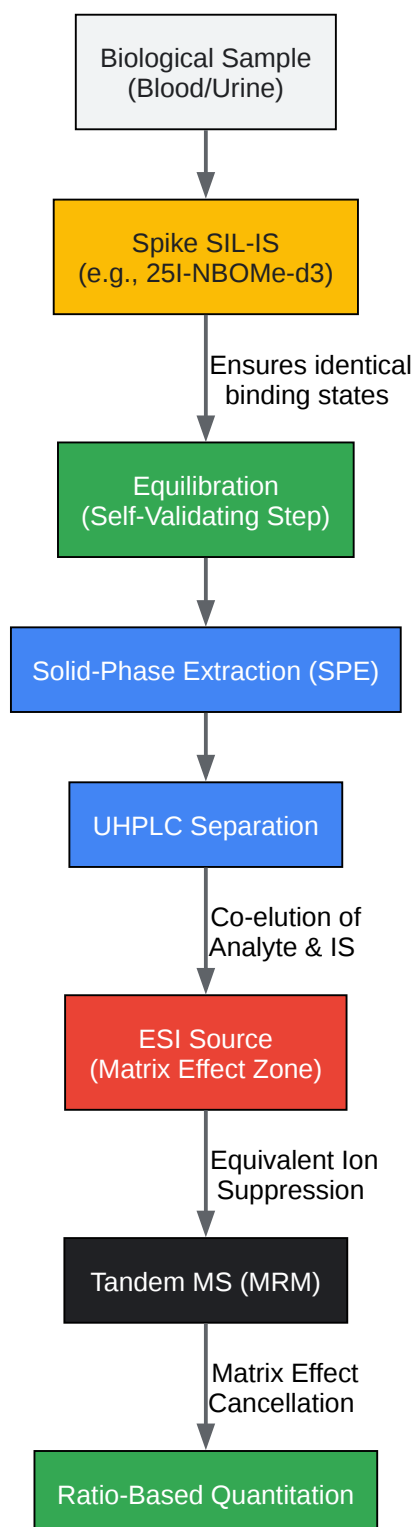 Biological Sample
(Blood/Urine)
Spike SIL-IS
(e.g., 25I-NBOMe-d3)
Ensures identical
binding states
Equilibration
(Self-Validating Step)
Solid-Phase Extraction (SPE)
UHPLC Separation
Co-elution of
Analyte & IS
ESI Source
(Matrix Effect Zone)
Equivalent Ion
Suppression
Tandem MS (MRM)
Matrix Effect
Cancellation
Ratio-Based Quantitation